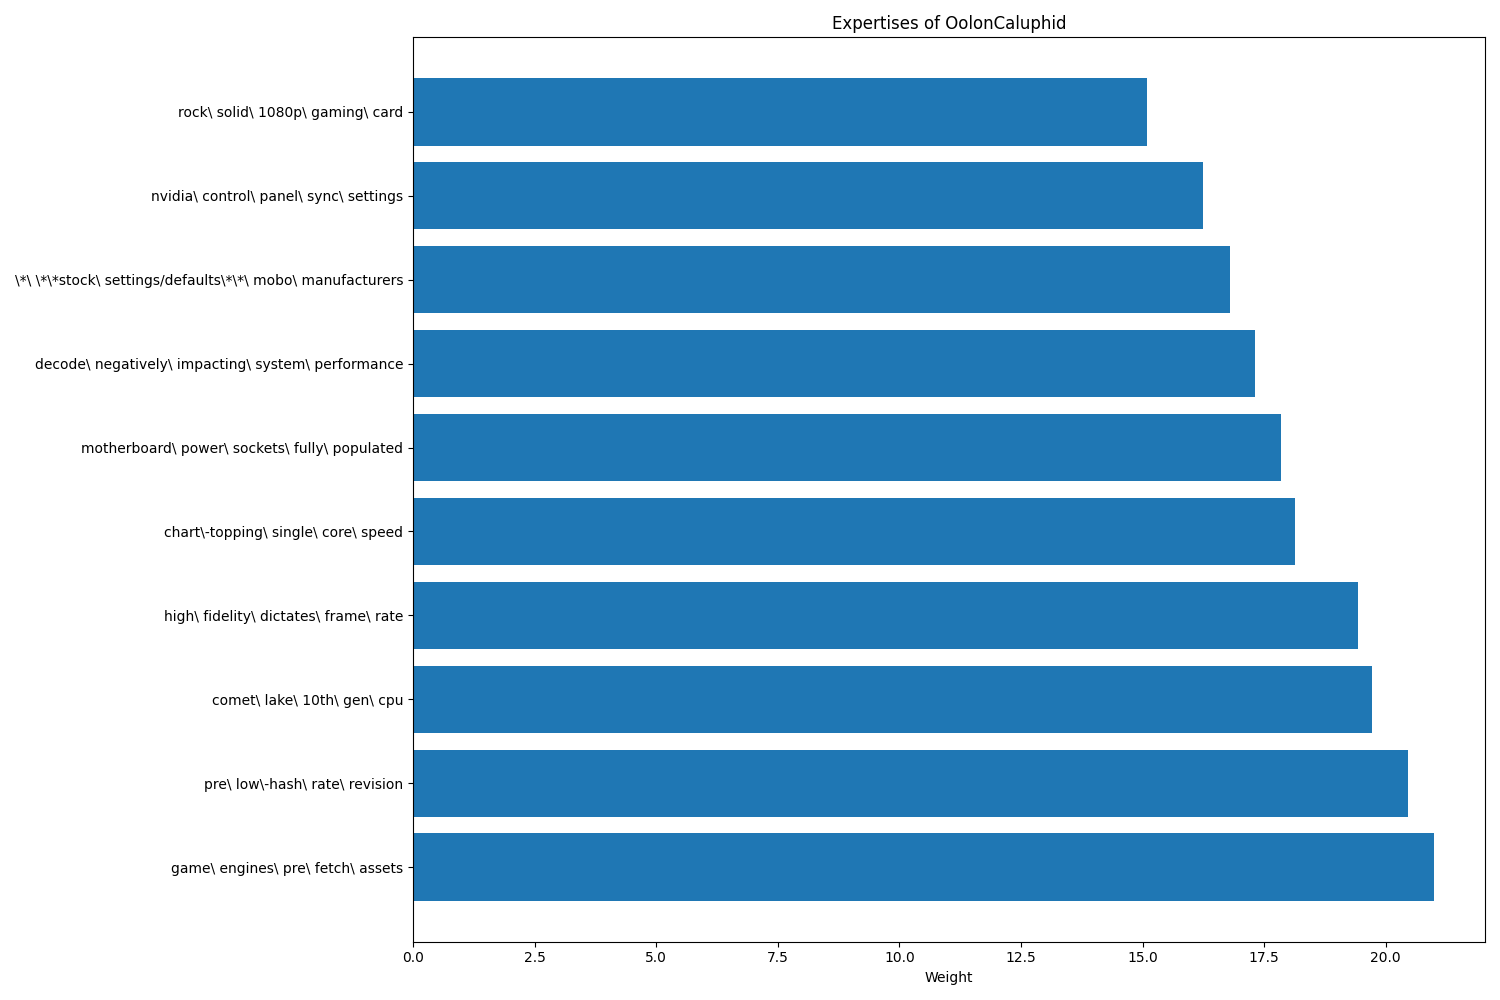 Expertises of OolonCaluphid
rock\ solid\ 1080p\ gaming\ card
nvidia\ control\ panel\ sync\ settings
\*\ \*\*stock\ settings/defaults\*\*\ mobo\ manufacturers
decode\ negatively\ impacting\ system\ performance
motherboard\ power\ sockets\ fully\ populated
chart\-topping\ single\ core\ speed
high\ fidelity\ dictates\ frame\ rate
comet\ lake\ 10th\ gen\ cpu
pre\ low\-hash\ rate\ revision
game\ engines\ pre\ fetch\ assets
0.0 2.5 5.0 7.5 10.0 12.5 15.0 17.5 20.0
Weight